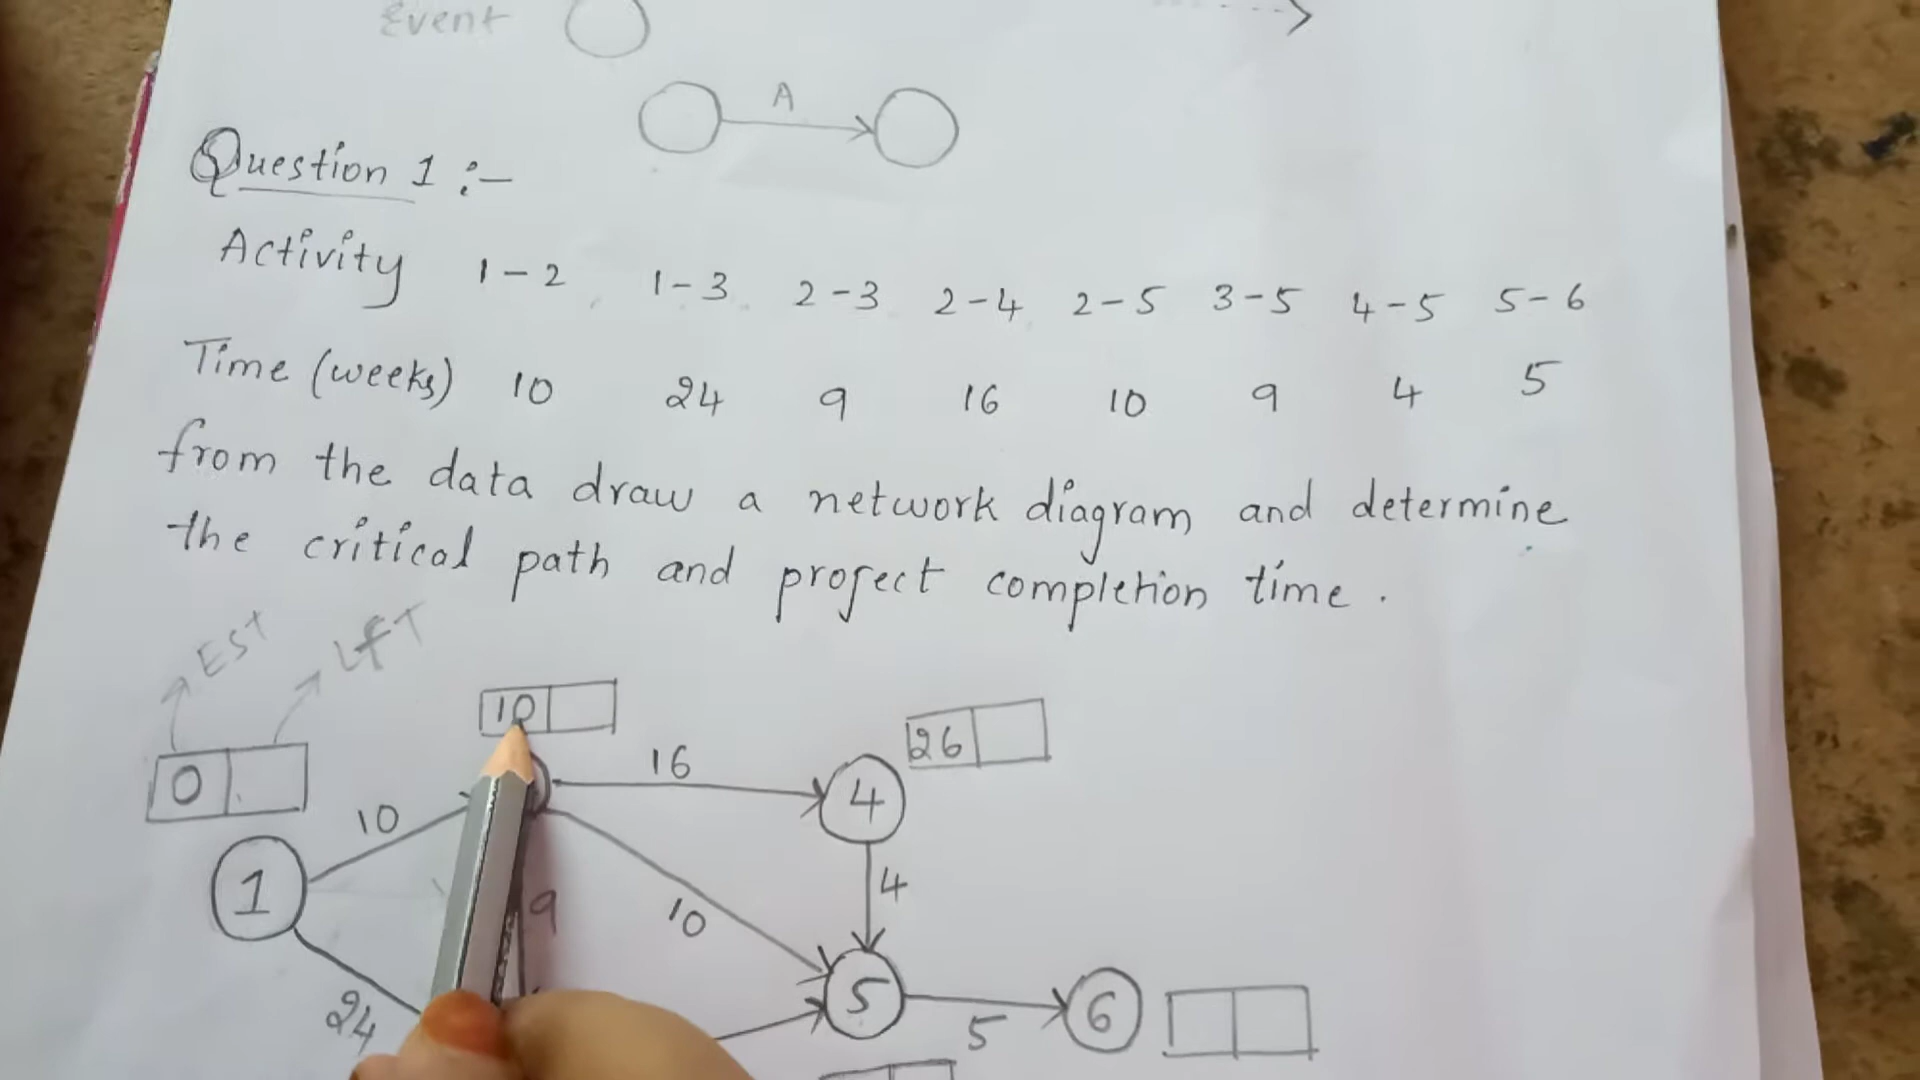 Event
A
Question 1 :-
Activity 1-2 1-3 2-3 2-4 2-5 3-5 4-5 5-6
Time (weeks) 10 24 9 16 10 9 4 5
from the data draw a network diagram and determine
the critical path and project completion time.
EST LFT
10
26
0
16
10
4
1
4
9
10
5
6
24
5